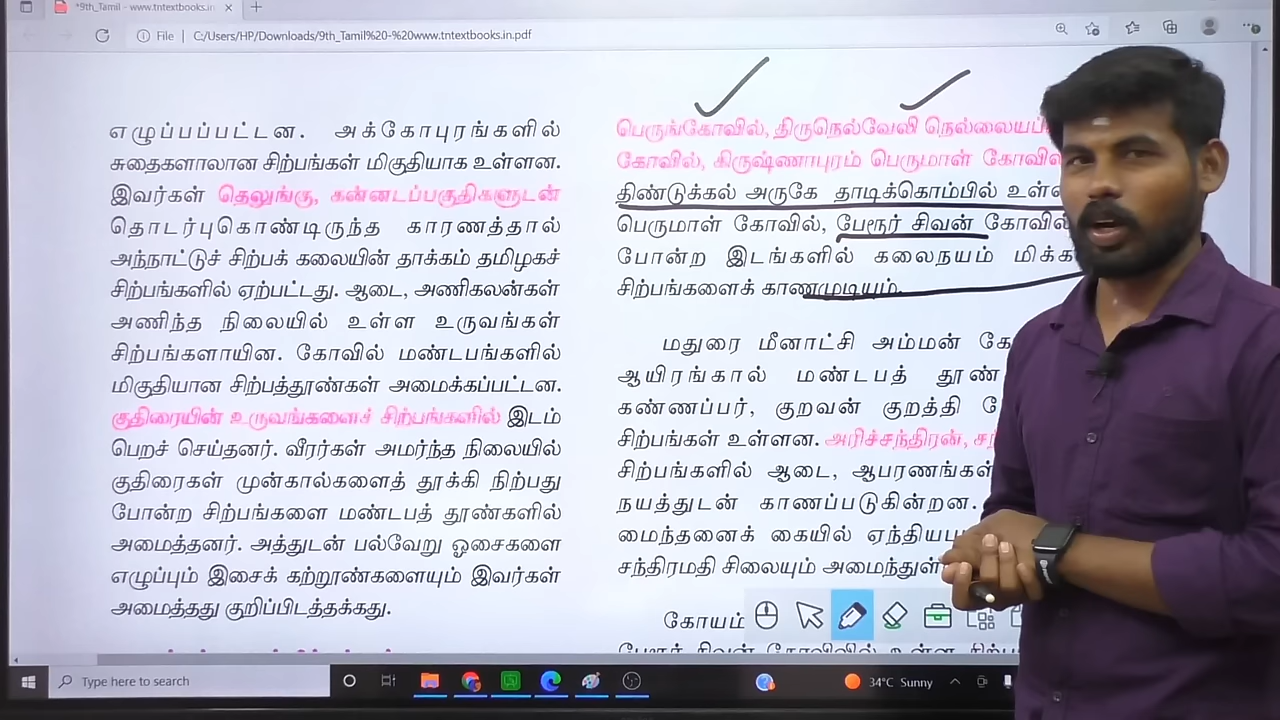 *9th_Tamil - www.tntextbooks.in
File | C:/Users/HP/Downloads/9th_Tamil%20-%20www.tntextbooks.in.pdf
எழுப்பப்பட்டன. அக்கோபுரங்களில்
சுதைகளாலான சிற்பங்கள் மிகுதியாக உள்ளன.
இவர்கள் தெலுங்கு, கன்னடப்பகுதிகளுடன்
தொடர்புகொண்டிருந்த காரணத்தால்
அந்நாட்டுச் சிற்பக் கலையின் தாக்கம் தமிழகச்
சிற்பங்களில் ஏற்பட்டது. ஆடை, அணிகலன்கள்
அணிந்த நிலையில் உள்ள உருவங்கள்
சிற்பங்களாயின. கோவில் மண்டபங்களில்
மிகுதியான சிற்பத்தூண்கள் அமைக்கப்பட்டன.
குதிரையின் உருவங்களைச் சிற்பங்களில் இடம்
பெறச் செய்தனர். வீரர்கள் அமர்ந்த நிலையில்
குதிரைகள் முன்கால்களைத் தூக்கி நிற்பது
போன்ற சிற்பங்களை மண்டபத் தூண்களில்
அமைத்தனர். அத்துடன் பல்வேறு ஓசைகளை
எழுப்பும் இசைக் கற்றூண்களையும் இவர்கள்
அமைத்தது குறிப்பிடத்தக்கது.
பெருங்கோவில், திருநெல்வேலி
கோவில், கிருஷ்ணாபுரம் பெருமாள் கோவில்
திண்டுக்கல் அருகே தாடிக்கொம்பில்
பெருமாள் கோவில், பேரூர் சிவன் கோவில்
போன்ற இடங்களில் கலைநயம் மிக்க
சிற்பங்களைக் காணமுடியும்.
மதுரை மீனாட்சி அம்மன்
ஆயிரங்கால் மண்டபத்
கண்ணப்பர், குறவன் குறத்தி
சிற்பங்கள் உள்ளன. அரிச்சந்திரன்,
சிற்பங்களில் ஆடை, ஆபரணங்கள்
நயத்துடன் காணப்படுகின்றன.
மைந்தனைக் கையில்
சந்திரமதி சிலையும்
Type here to search
34°C Sunny